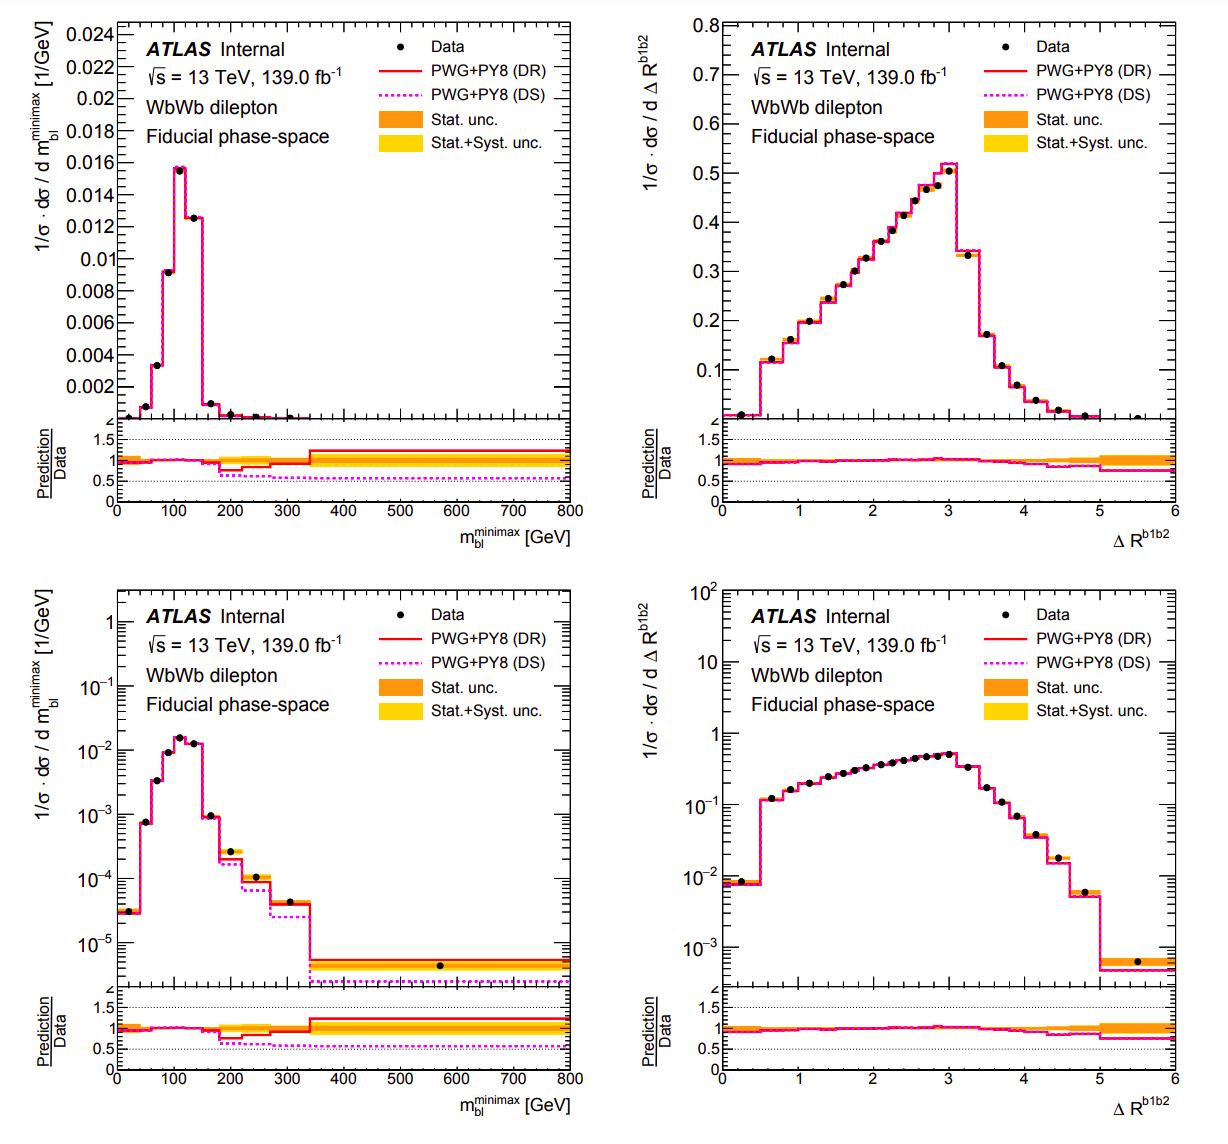 1/σ · dσ / d m_bl^minimax [1/GeV]
0.024
0.022
0.02
0.018
0.016
0.014
0.012
0.01
0.008
0.006
0.004
0.002
ATLAS Internal
√s = 13 TeV, 139.0 fb⁻¹
WbWb dilepton
Fiducial phase-space
Data
PWG+PY8 (DR)
PWG+PY8 (DS)
Stat. unc.
Stat.+Syst. unc.
Prediction
Data
2
1.5
1
0.5
0
0 100 200 300 400 500 600 700 800
m_bl^minimax [GeV]
1/σ · dσ / d Δ R^b1b2
0.8
0.7
0.6
0.5
0.4
0.3
0.2
0.1
ATLAS Internal
√s = 13 TeV, 139.0 fb⁻¹
WbWb dilepton
Fiducial phase-space
Data
PWG+PY8 (DR)
PWG+PY8 (DS)
Stat. unc.
Stat.+Syst. unc.
Prediction
Data
2
1.5
1
0.5
0
0 1 2 3 4 5 6
Δ R^b1b2
1/σ · dσ / d m_bl^minimax [1/GeV]
1
10⁻¹
10⁻²
10⁻³
10⁻⁴
10⁻⁵
ATLAS Internal
√s = 13 TeV, 139.0 fb⁻¹
WbWb dilepton
Fiducial phase-space
Data
PWG+PY8 (DR)
PWG+PY8 (DS)
Stat. unc.
Stat.+Syst. unc.
Prediction
Data
2
1.5
1
0.5
0
0 100 200 300 400 500 600 700 800
m_bl^minimax [GeV]
1/σ · dσ / d Δ R^b1b2
10²
10
1
10⁻¹
10⁻²
10⁻³
ATLAS Internal
√s = 13 TeV, 139.0 fb⁻¹
WbWb dilepton
Fiducial phase-space
Data
PWG+PY8 (DR)
PWG+PY8 (DS)
Stat. unc.
Stat.+Syst. unc.
Prediction
Data
2
1.5
1
0.5
0
0 1 2 3 4 5 6
Δ R^b1b2